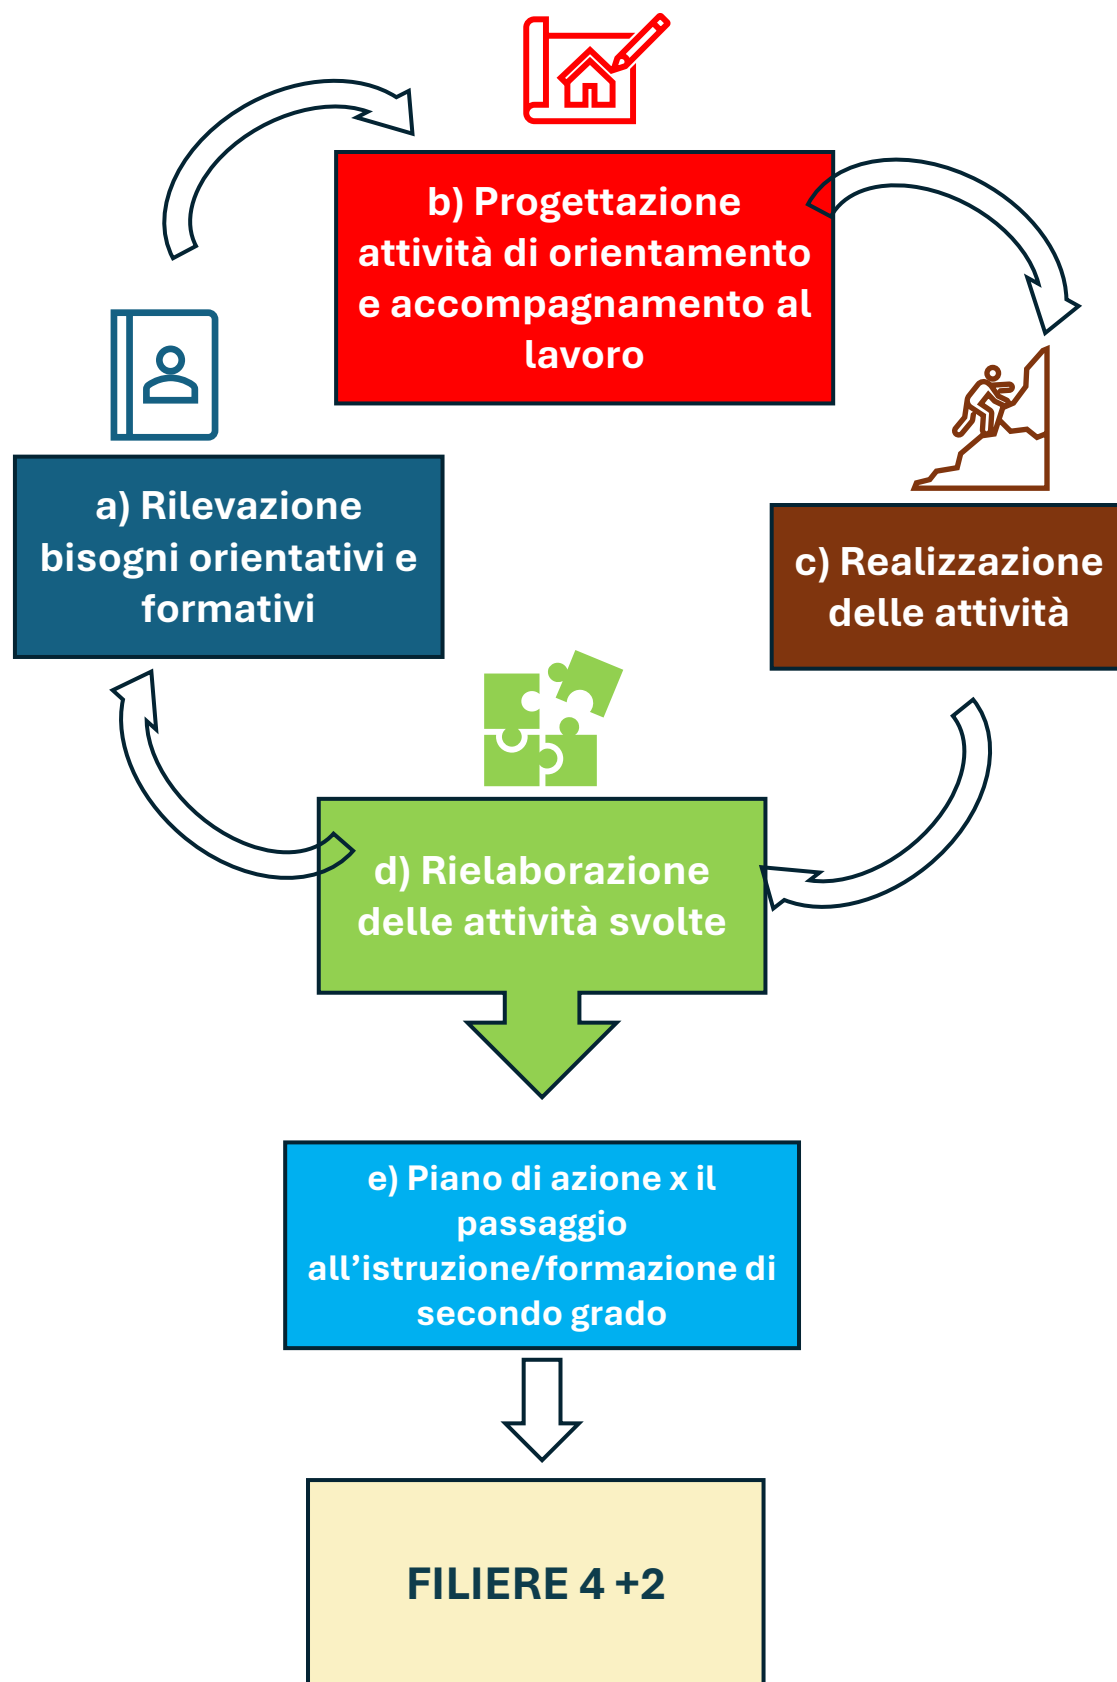 b) Progettazione
attività di orientamento
e accompagnamento al
lavoro
a) Rilevazione
bisogni orientativi e
formativi
c) Realizzazione
delle attività
d) Rielaborazione
delle attività svolte
e) Piano di azione x il
passaggio
all’istruzione/formazione di
secondo grado
FILIERE 4 +2